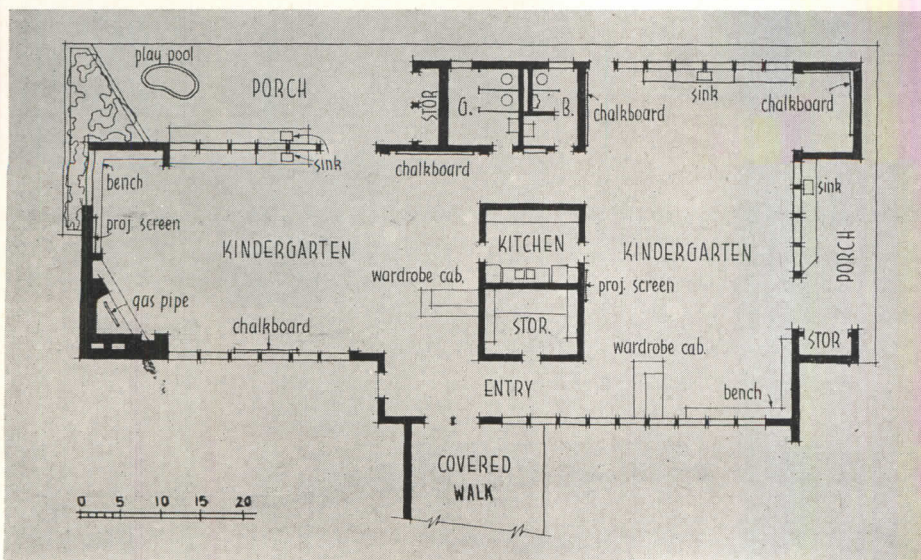 play pool
PORCH
STOR
G.
B.
sink
chalkboard
chalkboard
chalkboard
sink
bench
sink
proj. screen
KINDERGARTEN
KITCHEN
KINDERGARTEN
PORCH
wardrobe cab.
proj. screen
gas pipe
chalkboard
STOR.
wardrobe cab.
STOR
ENTRY
bench
COVERED
WALK
0 5 10 15 20